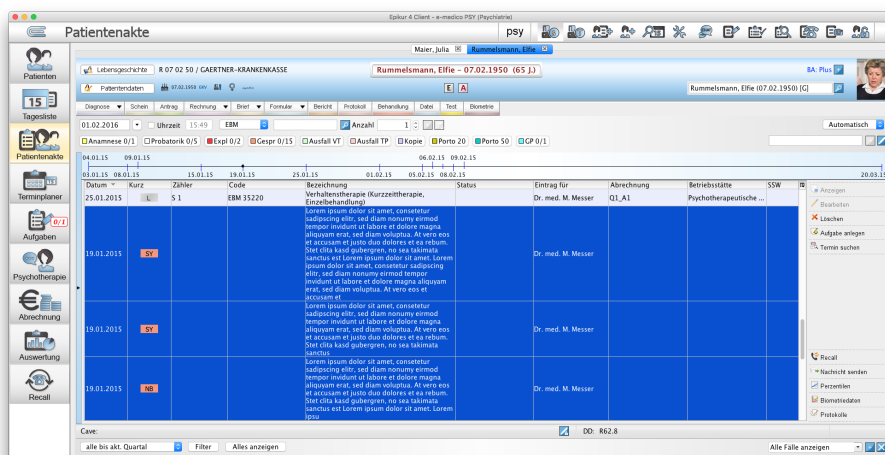 Epikur 4 Client - e-medico PSY (Psychiatrie)
Patientenakte
psy
Maier, Julia
Rummelsmann, Elfie
Lebensgeschichte R 07 02 50 / GAERTNER-KRANKENKASSE
Rummelsmann, Elfie - 07.02.1950 (65 J.)
BA: Plus
Patientendaten 07.02.1950 GKV
E A
Rummelsmann, Elfie (07.02.1950) [G]
Diagnose Schein Antrag Rechnung Brief Formular Bericht Protokoll Behandlung Datei Test Biometrie
01.02.2016 Uhrzeit 15:49 EBM Anzahl 1 Automatisch
Anamnese 0/1 Probatorik 0/5 Expl 0/2 Gespr 0/15 Ausfall VT Ausfall TP Kopie Porto 20 Porto 50 GP 0/1
04.01.15 09.01.15 06.02.15 09.02.15
03.01.15 08.01.15 15.01.19 19.01.15 25.01.15 01.02.15 05.02.15 08.02.15 20.03.15
Datum Kurz Zähler Code Bezeichnung Status Eintrag für Abrechnung Betriebsstätte SSW
25.01.2015 L S 1 EBM 35220 Verhaltenstherapie (Kurzzeittherapie, Dr. med. M. Messer Q1_A1 Psychotherapeutische ...
Einzelbehandlung)
Lorem ipsum dolor sit amet, consetetur
sadipscing elitr, sed diam nonumy eirmod
tempor invidunt ut labore et dolore magna
aliquyam erat, sed diam voluptua. At vero eos
et accusam et justo duo dolores et ea rebum.
Stet clita kasd gubergren, no sea takimata
19.01.2015 SY sanctus est Lorem ipsum dolor sit amet. Lorem Dr. med. M. Messer
ipsum dolor sit amet, consetetur sadipscing
elitr, sed diam nonumy eirmod tempor
invidunt ut labore et dolore magna aliquyam
erat, sed diam voluptua. At vero eos et
accusam et
Lorem ipsum dolor sit amet, consetetur
sadipscing elitr, sed diam nonumy eirmod
tempor invidunt ut labore et dolore magna
19.01.2015 SY aliquyam erat, sed diam voluptua. At vero eos Dr. med. M. Messer
et accusam et justo duo dolores et ea rebum.
Stet clita kasd gubergren, no sea takimata
sanctus
Lorem ipsum dolor sit amet, consetetur
sadipscing elitr, sed diam nonumy eirmod
tempor invidunt ut labore et dolore magna
19.01.2015 NB aliquyam erat, sed diam voluptua. At vero eos Dr. med. M. Messer
et accusam et justo duo dolores et ea rebum.
Stet clita kasd gubergren, no sea takimata
sanctus est Lorem ipsum dolor sit amet. Lorem
ipsu
Anzeigen
Bearbeiten
Löschen
Aufgabe anlegen
Termin suchen
Recall
Nachricht senden
Perzentilen
Biometriedaten
Protokolle
Cave: DD: R62.8
alle bis akt. Quartal Filter Alles anzeigen Alle Fälle anzeigen
Patienten
15
Tagesliste
Patientenakte
Terminplaner
0/1
Aufgaben
Psychotherapie
Abrechnung
Auswertung
Recall